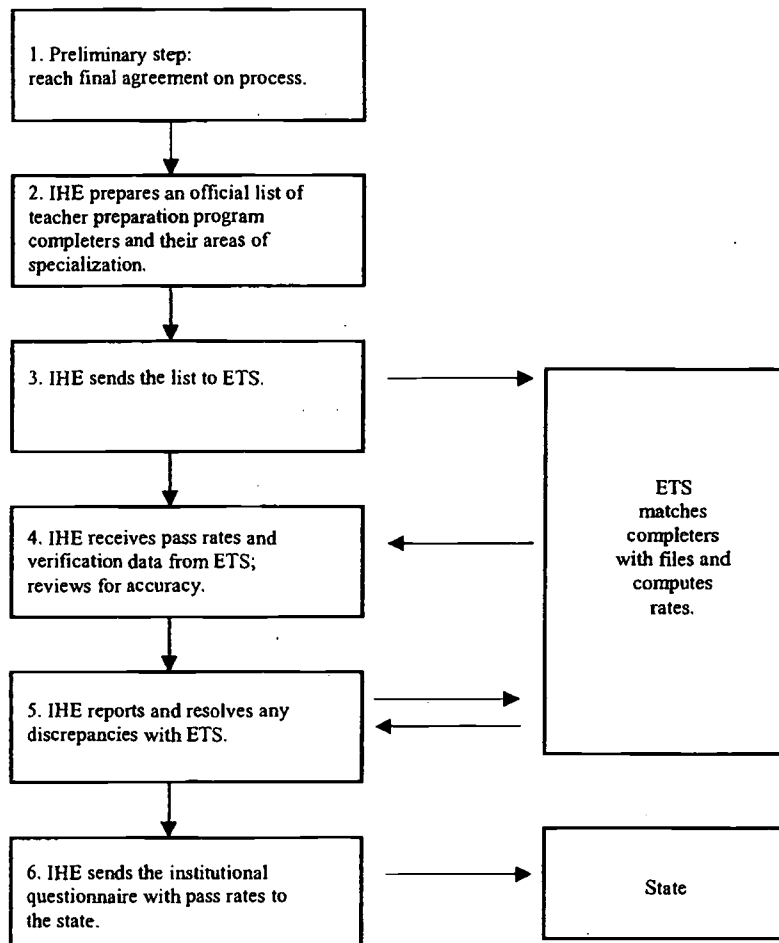 1. Preliminary step:
reach final agreement on process.
2. IHE prepares an official list of
teacher preparation program
completers and their areas of
specialization.
3. IHE sends the list to ETS.
4. IHE receives pass rates and
verification data from ETS;
reviews for accuracy.
ETS
matches
completers
with files and
computes
rates.
5. IHE reports and resolves any
discrepancies with ETS.
6. IHE sends the institutional
questionnaire with pass rates to
the state.
State